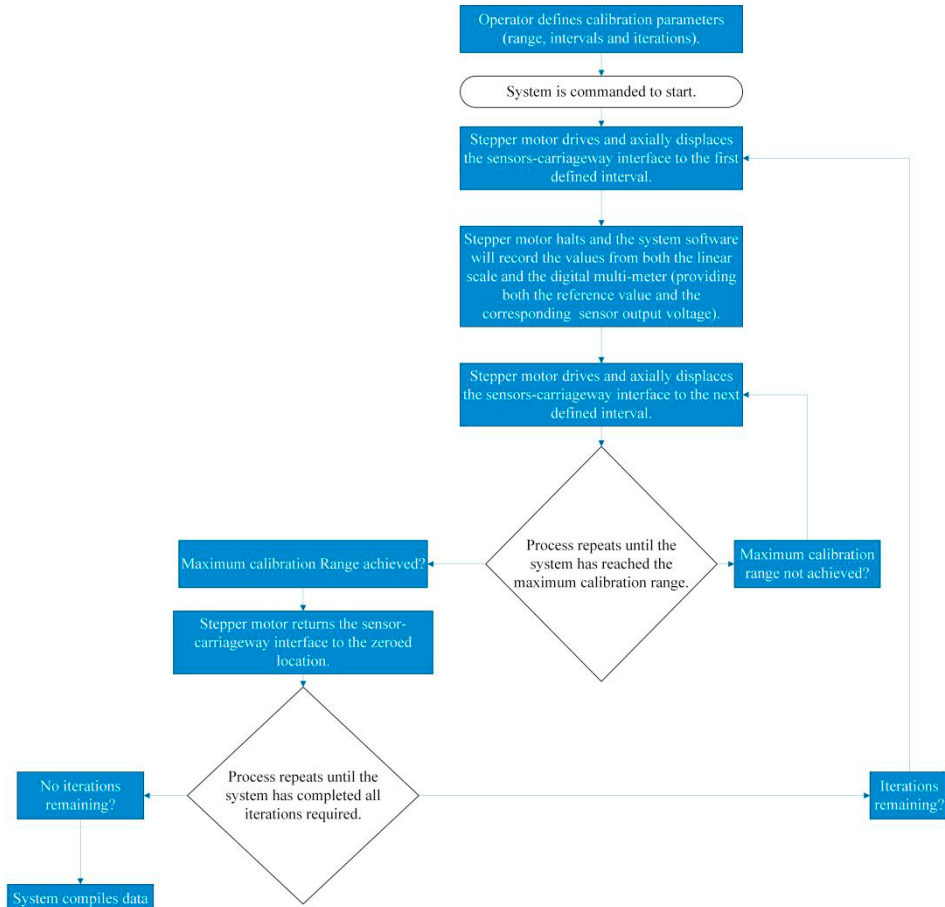 Operator defines calibration parameters
(range, intervals and iterations).
System is commanded to start.
Stepper motor drives and axially displaces
the sensors-carriageway interface to the first
defined interval.
Stepper motor halts and the system software
will record the values from both the linear
scale and the digital multi-meter (providing
both the reference value and the
corresponding sensor output voltage).
Stepper motor drives and axially displaces
the sensors-carriageway interface to the next
defined interval.
Process repeats until the
system has reached the
maximum calibration range.
Maximum calibration Range achieved?
Maximum calibration
range not achieved?
Stepper motor returns the sensor-
carriageway interface to the zeroed
location.
Process repeats until the
system has completed all
iterations required.
No iterations
remaining?
Iterations
remaining?
System compiles data